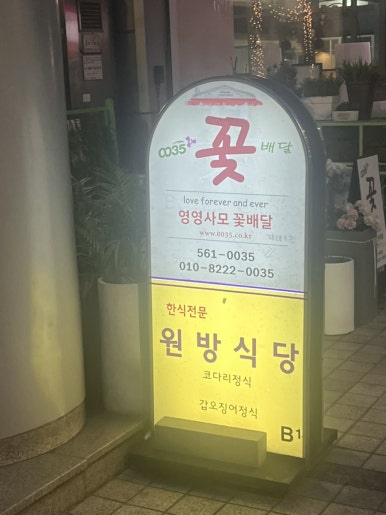 0035 꽃 배달
love forever and ever
영영사모 꽃배달
www.0035.co.kr
561-0035
010-8222-0035
한식전문
원방식당
코다리정식
갑오징어정식
B1
꽃